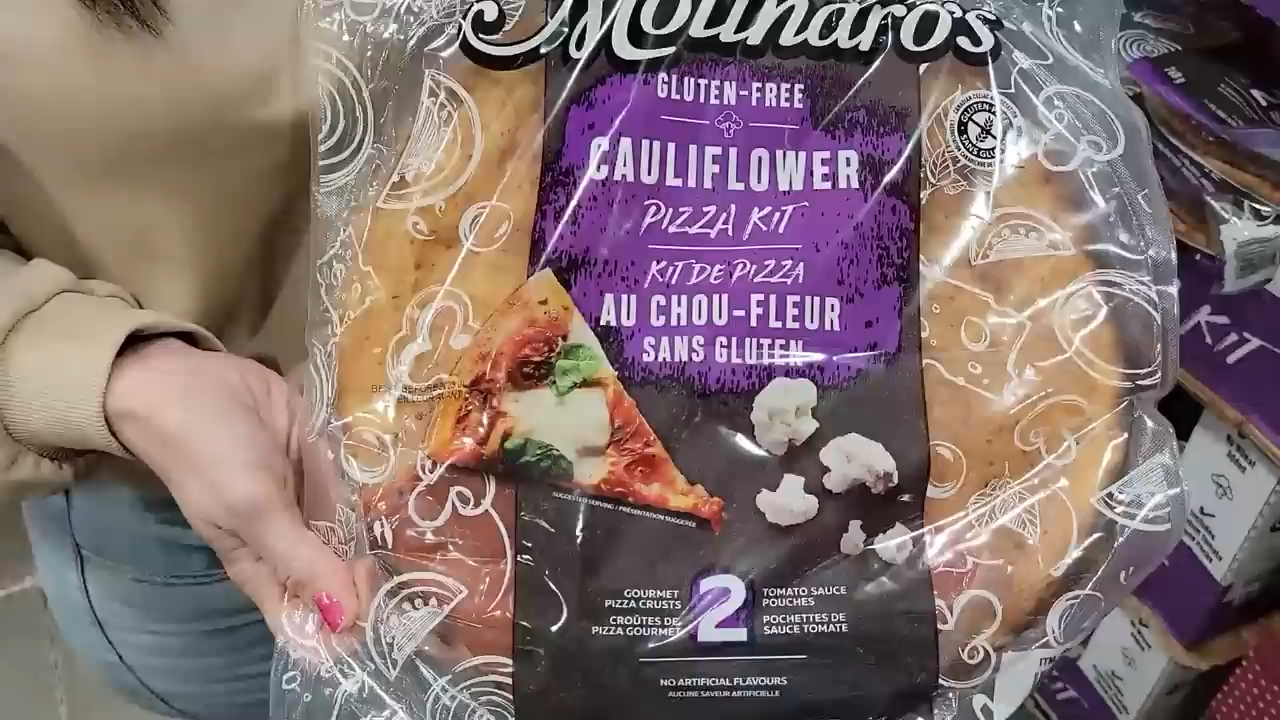 Molinaro's
GLUTEN-FREE
CAULIFLOWER
PIZZA KIT
KIT DE PIZZA
AU CHOU-FLEUR
SANS GLUTEN
SUGGESTED SERVING / PRÉSENTATION SUGGÉRÉE
GOURMET
PIZZA CRUSTS
CROÛTES DE
PIZZA GOURMET
2
TOMATO SAUCE
POUCHES
POCHETTES DE
SAUCE TOMATE
NO ARTIFICIAL FLAVOURS
AUCUNE SAVEUR ARTIFICIELLE
KIT